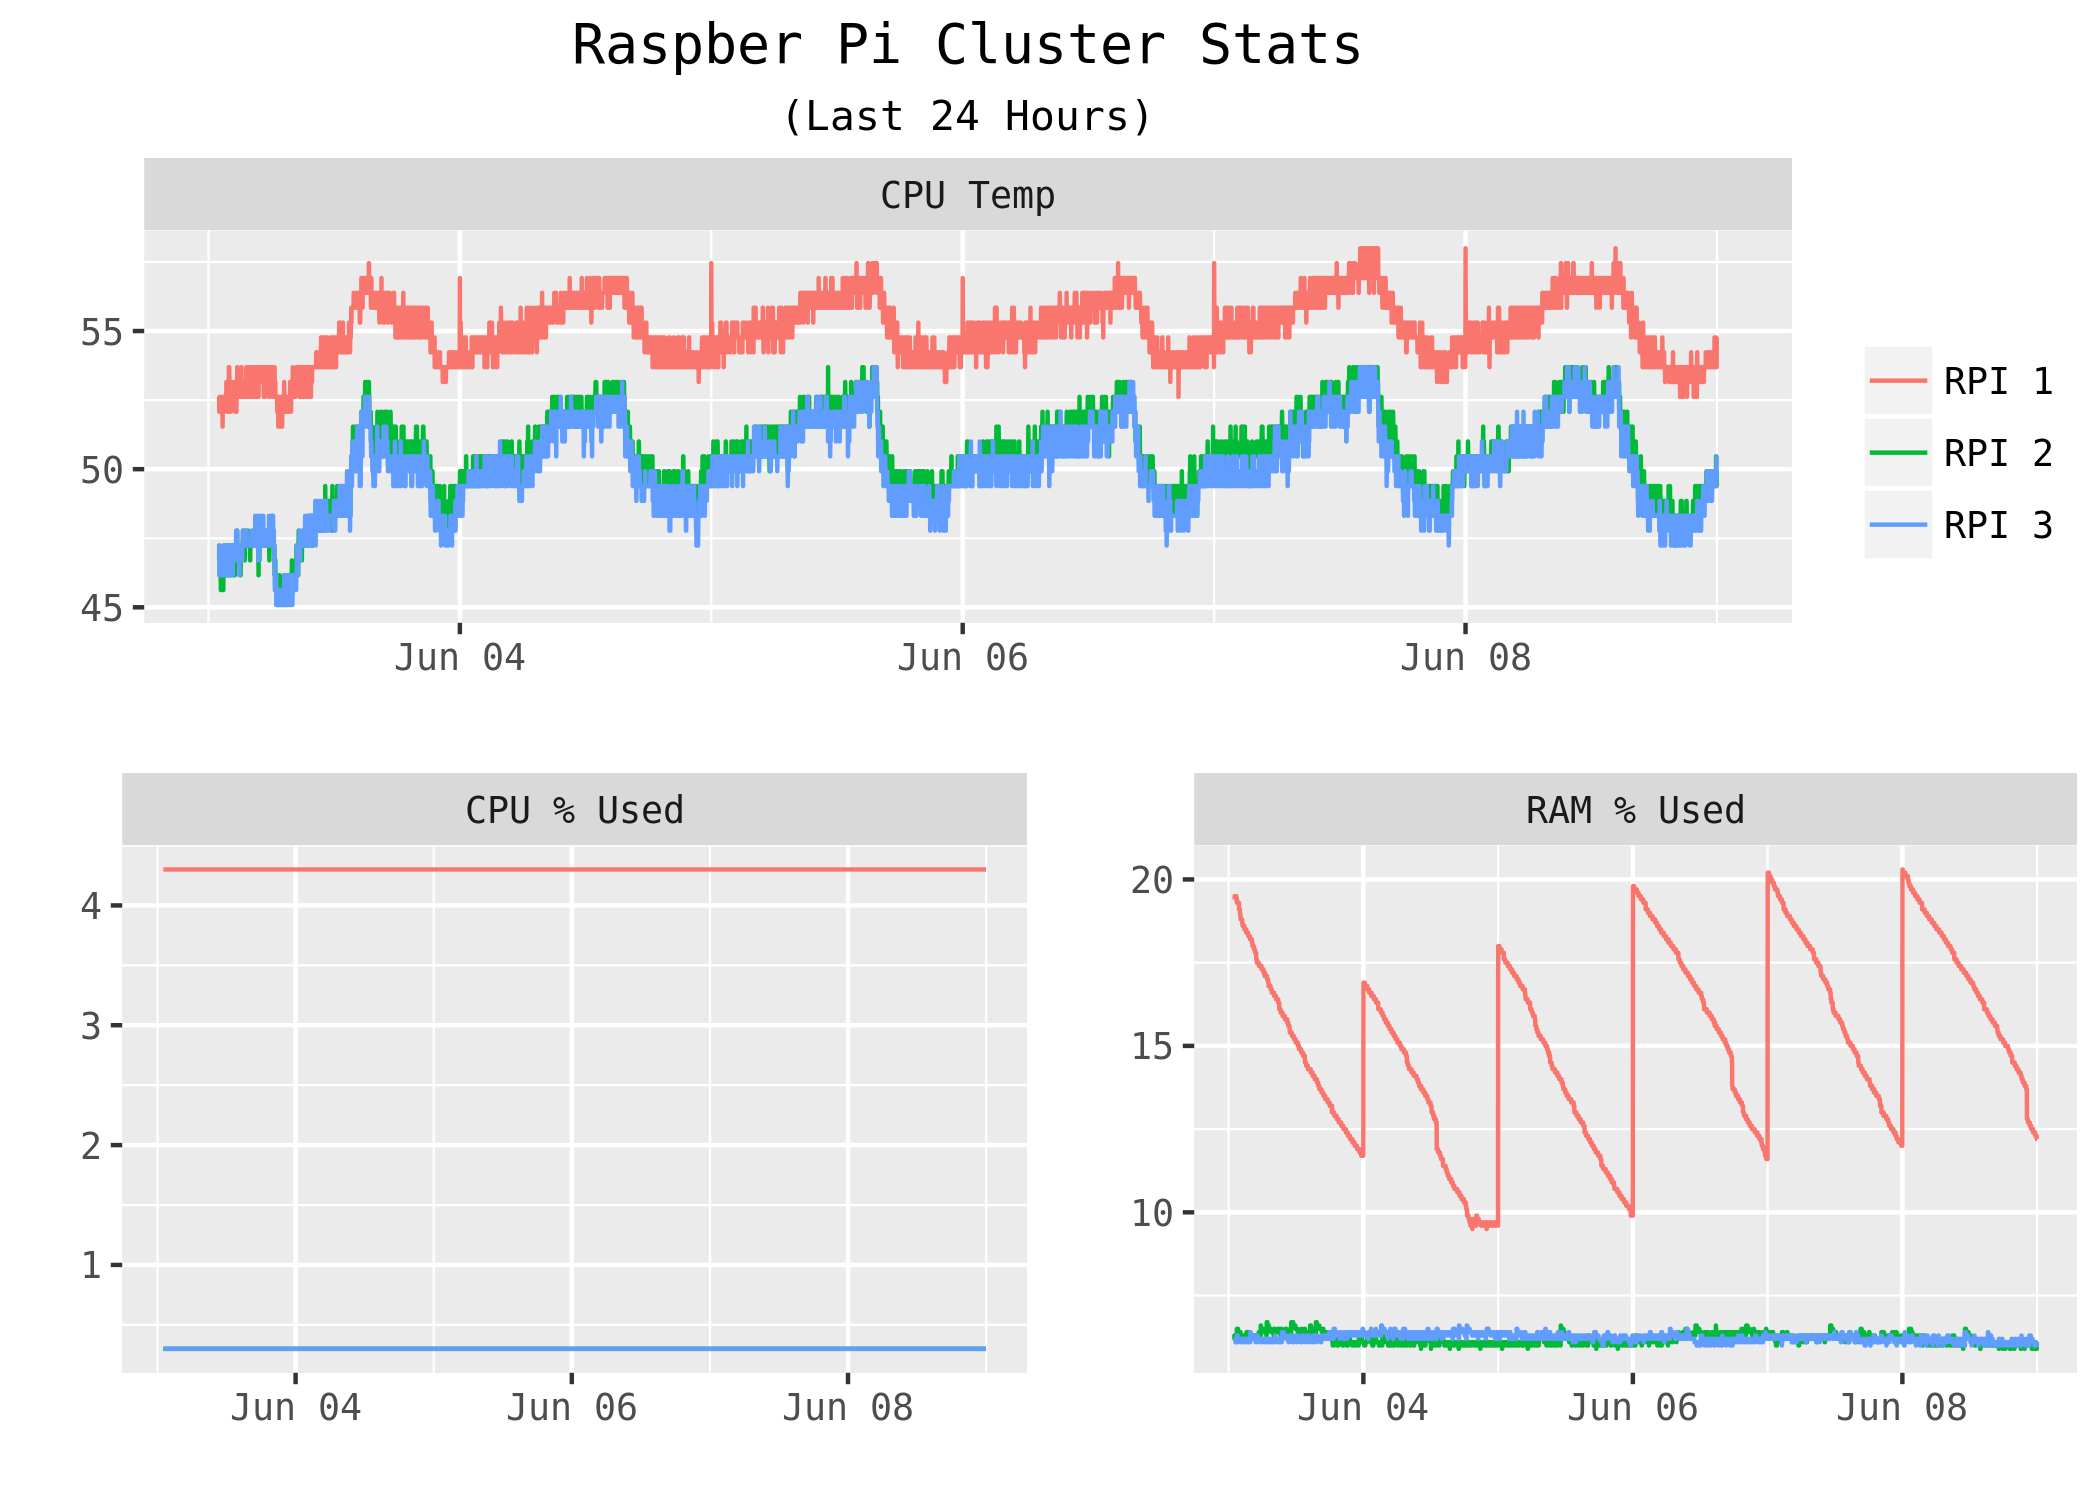 Raspber Pi Cluster Stats
(Last 24 Hours)
CPU Temp
55
50
45
Jun 04 Jun 06 Jun 08
RPI 1
RPI 2
RPI 3
CPU % Used
4
3
2
1
Jun 04 Jun 06 Jun 08
RAM % Used
20
15
10
Jun 04 Jun 06 Jun 08